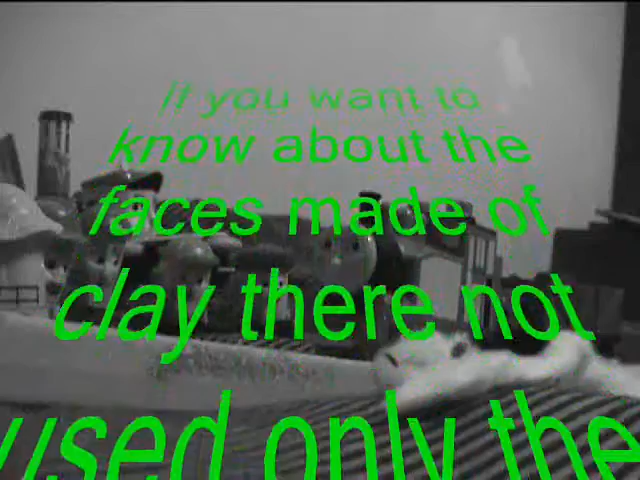 if you want to
know about the
faces made of
clay there not
used only the